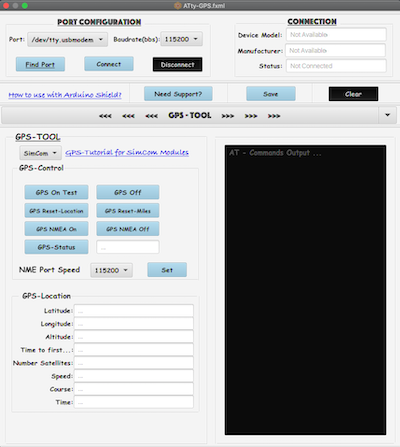 ATty-GPS.fxml
PORT CONFIGURATION
Port: /dev/tty.usbmodem Baudrate(bbs): 115200
Find Port Connect Disconnect
CONNECTION
Device Model: Not Available
Manufacturer: Not Available
Status: Not Connected
How to use with Arduino Shield? Need Support? Save Clear
<<< <<< <<< GPS-TOOL >>> >>> >>>
GPS-TOOL
SimCom GPS-Tutorial for SimCom Modules
GPS-Control
GPS On Test GPS Off
GPS Reset-Location GPS Reset-Miles
GPS NMEA On GPS NMEA Off
GPS-Status ...
NME Port Speed 115200 Set
GPS-Location
Latitude: ...
Longitude: ...
Altitude: ...
Time to first...: ...
Number Satellites: ...
Speed: ...
Course: ...
Time: ...
AT - Commands Output ...